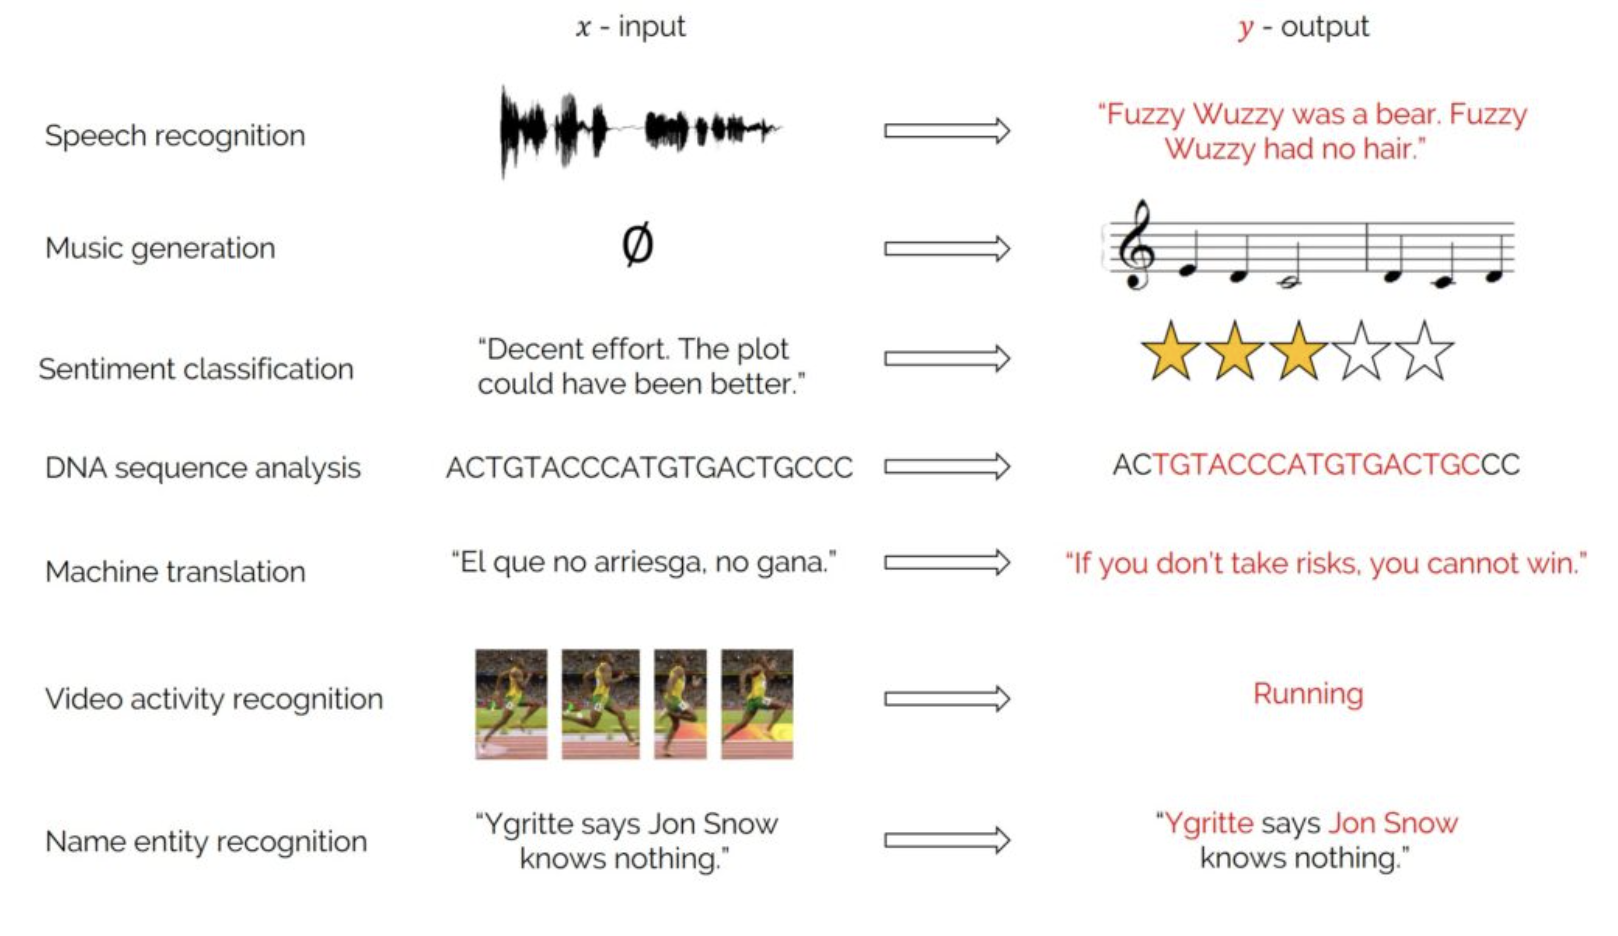 x - input
y - output
Speech recognition
“Fuzzy Wuzzy was a bear. Fuzzy
Wuzzy had no hair.”
Music generation
Ø
Sentiment classification
“Decent effort. The plot
could have been better.”
DNA sequence analysis
ACTGTACCCATGTGACTGCCC
ACTGTACCCATGTGACTGCCC
Machine translation
“El que no arriesga, no gana.”
“If you don't take risks, you cannot win.”
Video activity recognition
Running
Name entity recognition
“Ygritte says Jon Snow
knows nothing.”
“Ygritte says Jon Snow
knows nothing.”